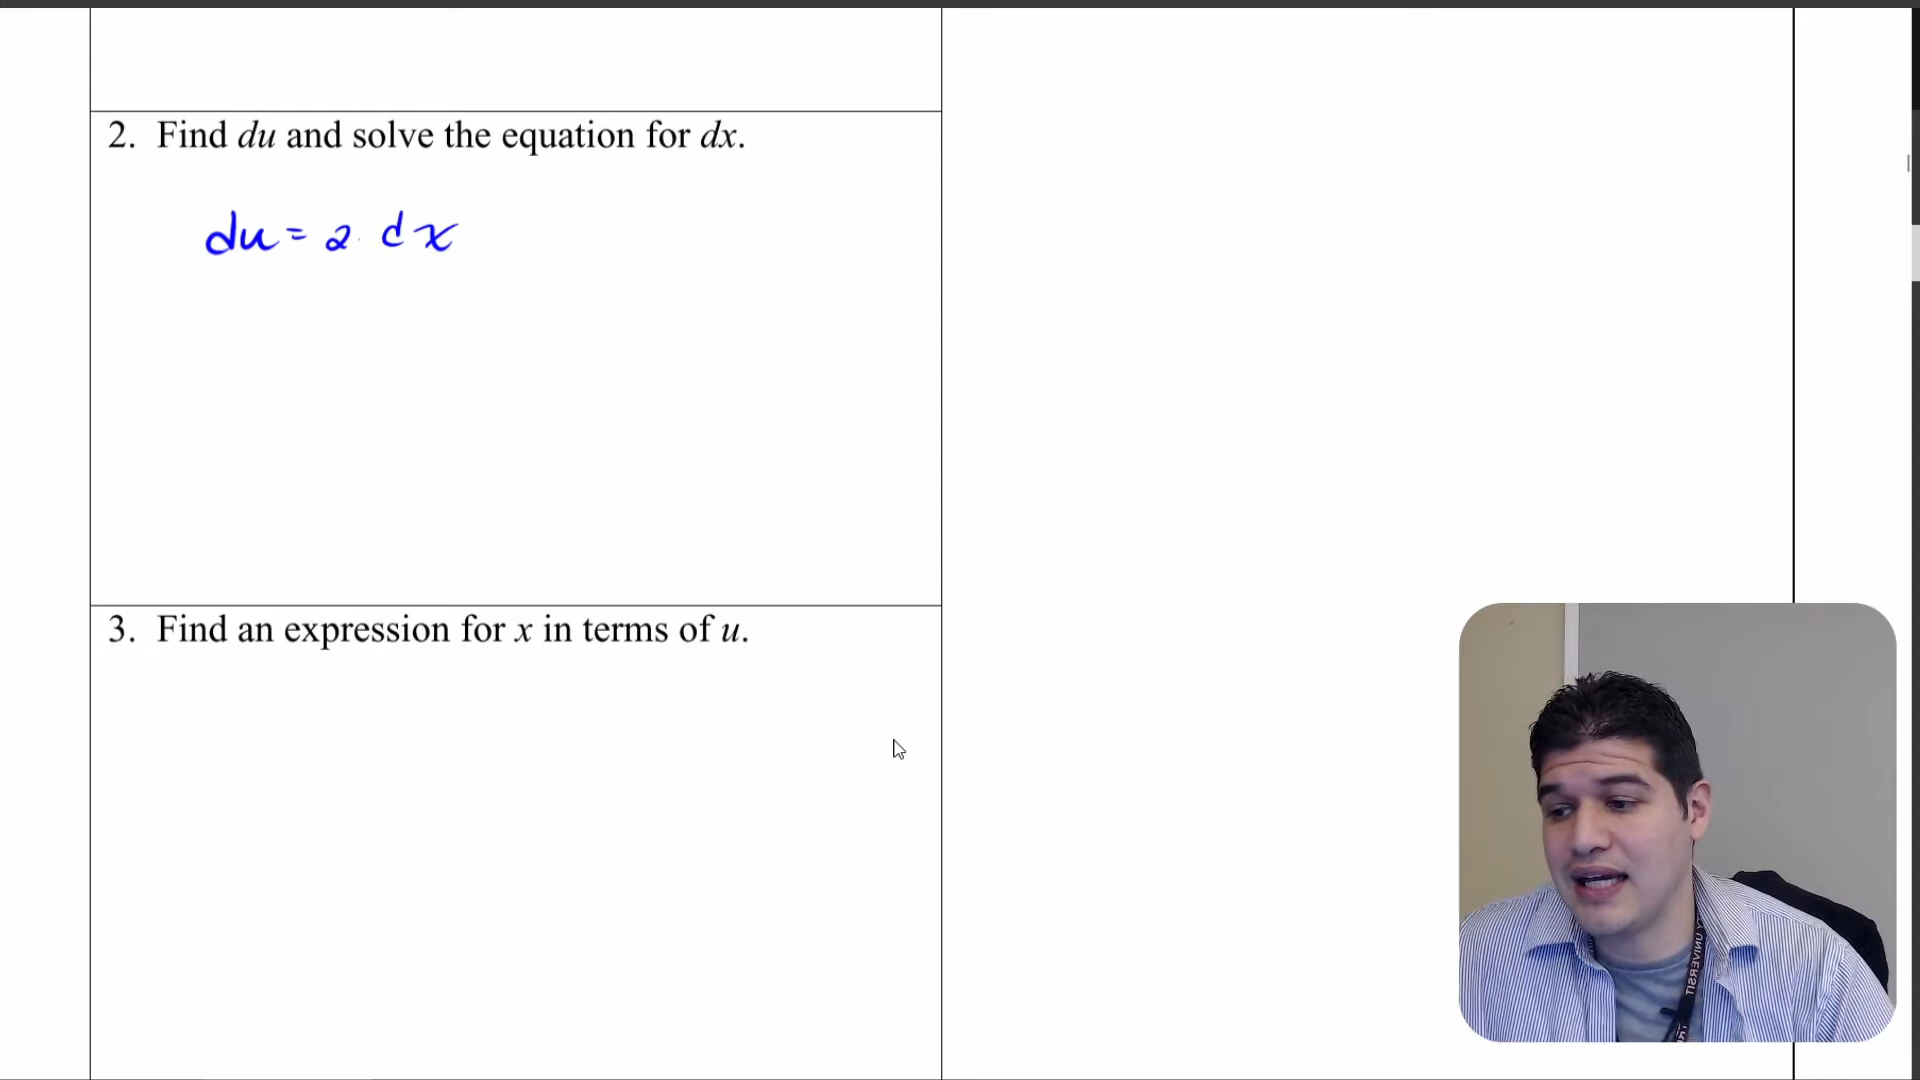 2. Find du and solve the equation for dx.
du = 2 dx
3. Find an expression for x in terms of u.